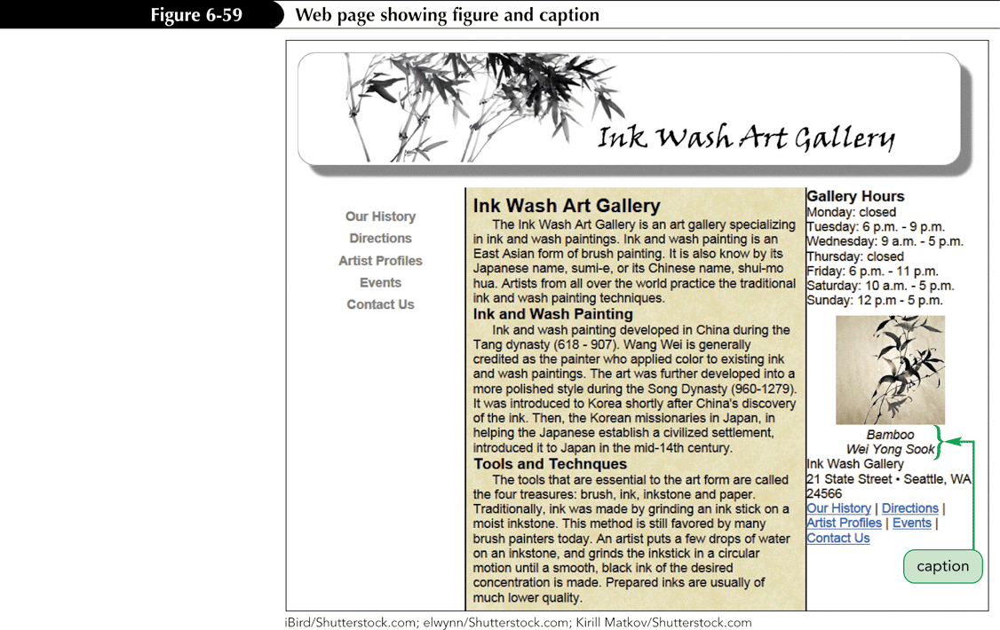 Figure 6-59
Web page showing figure and caption
Ink Wash Art Gallery
Our History
Directions
Artist Profiles
Events
Contact Us
Ink Wash Art Gallery
The Ink Wash Art Gallery is an art gallery specializing
in ink and wash paintings. Ink and wash painting is an
East Asian form of brush painting. It is also know by its
Japanese name, sumi-e, or its Chinese name, shui-mo
hua. Artists from all over the world practice the traditional
ink and wash painting techniques.
Ink and Wash Painting
Ink and wash painting developed in China during the
Tang dynasty (618 - 907). Wang Wei is generally
credited as the painter who applied color to existing ink
and wash paintings. The art was further developed into a
more polished style during the Song Dynasty (960-1279).
It was introduced to Korea shortly after China's discovery
of the ink. Then, the Korean missionaries in Japan, in
helping the Japanese establish a civilized settlement,
introduced it to Japan in the mid-14th century.
Tools and Technques
The tools that are essential to the art form are called
the four treasures: brush, ink, inkstone and paper.
Traditionally, ink was made by grinding an ink stick on a
moist inkstone. This method is still favored by many
brush painters today. An artist puts a few drops of water
on an inkstone, and grinds the inkstick in a circular
motion until a smooth, black ink of the desired
concentration is made. Prepared inks are usually of
much lower quality.
Gallery Hours
Monday: closed
Tuesday: 6 p.m. - 9 p.m.
Wednesday: 9 a.m. - 5 p.m.
Thursday: closed
Friday: 6 p.m. - 11 p.m.
Saturday: 10 a.m. - 5 p.m.
Sunday: 12 p.m - 5 p.m.
Bamboo
Wei Yong Sook
Ink Wash Gallery
21 State Street • Seattle, WA
24566
Our History | Directions |
Artist Profiles | Events |
Contact Us
caption
iBird/Shutterstock.com; elwynn/Shutterstock.com; Kirill Matkov/Shutterstock.com